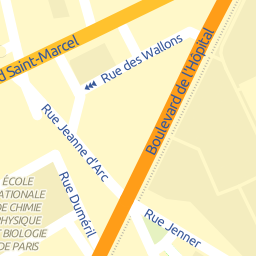 d Saint-Marcel
Rue des Wallons
Boulevard de l'Hôpital
Rue Jeanne d'Arc
Rue Duméril
Rue Jenner
ÉCOLE
ATIONALE
DE CHIMIE
PHYSIQUE
T BIOLOGIE
DE PARIS